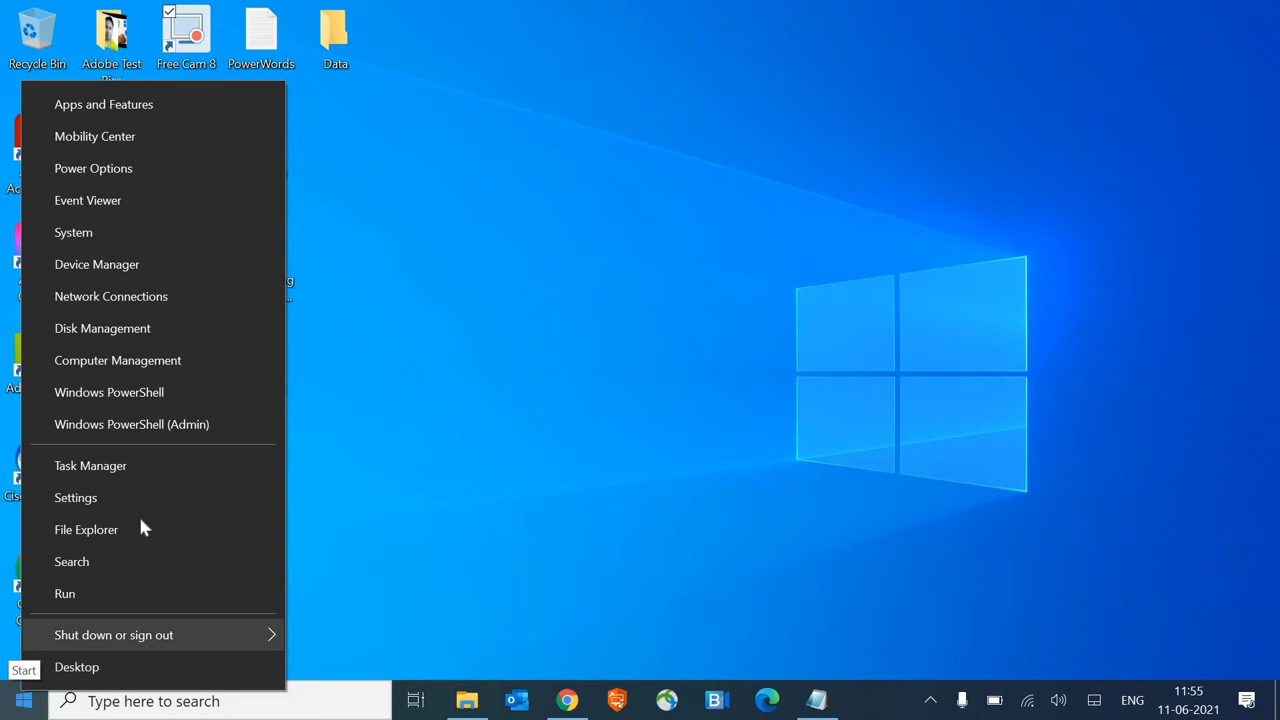 Recycle Bin
Adobe Test
Free Cam 8
PowerWords
Data
Apps and Features
Mobility Center
Power Options
Event Viewer
System
Device Manager
Network Connections
Disk Management
Computer Management
Windows PowerShell
Windows PowerShell (Admin)
Task Manager
Settings
File Explorer
Search
Run
Shut down or sign out
Desktop
Start
Type here to search
ENG
11:55
11-06-2021